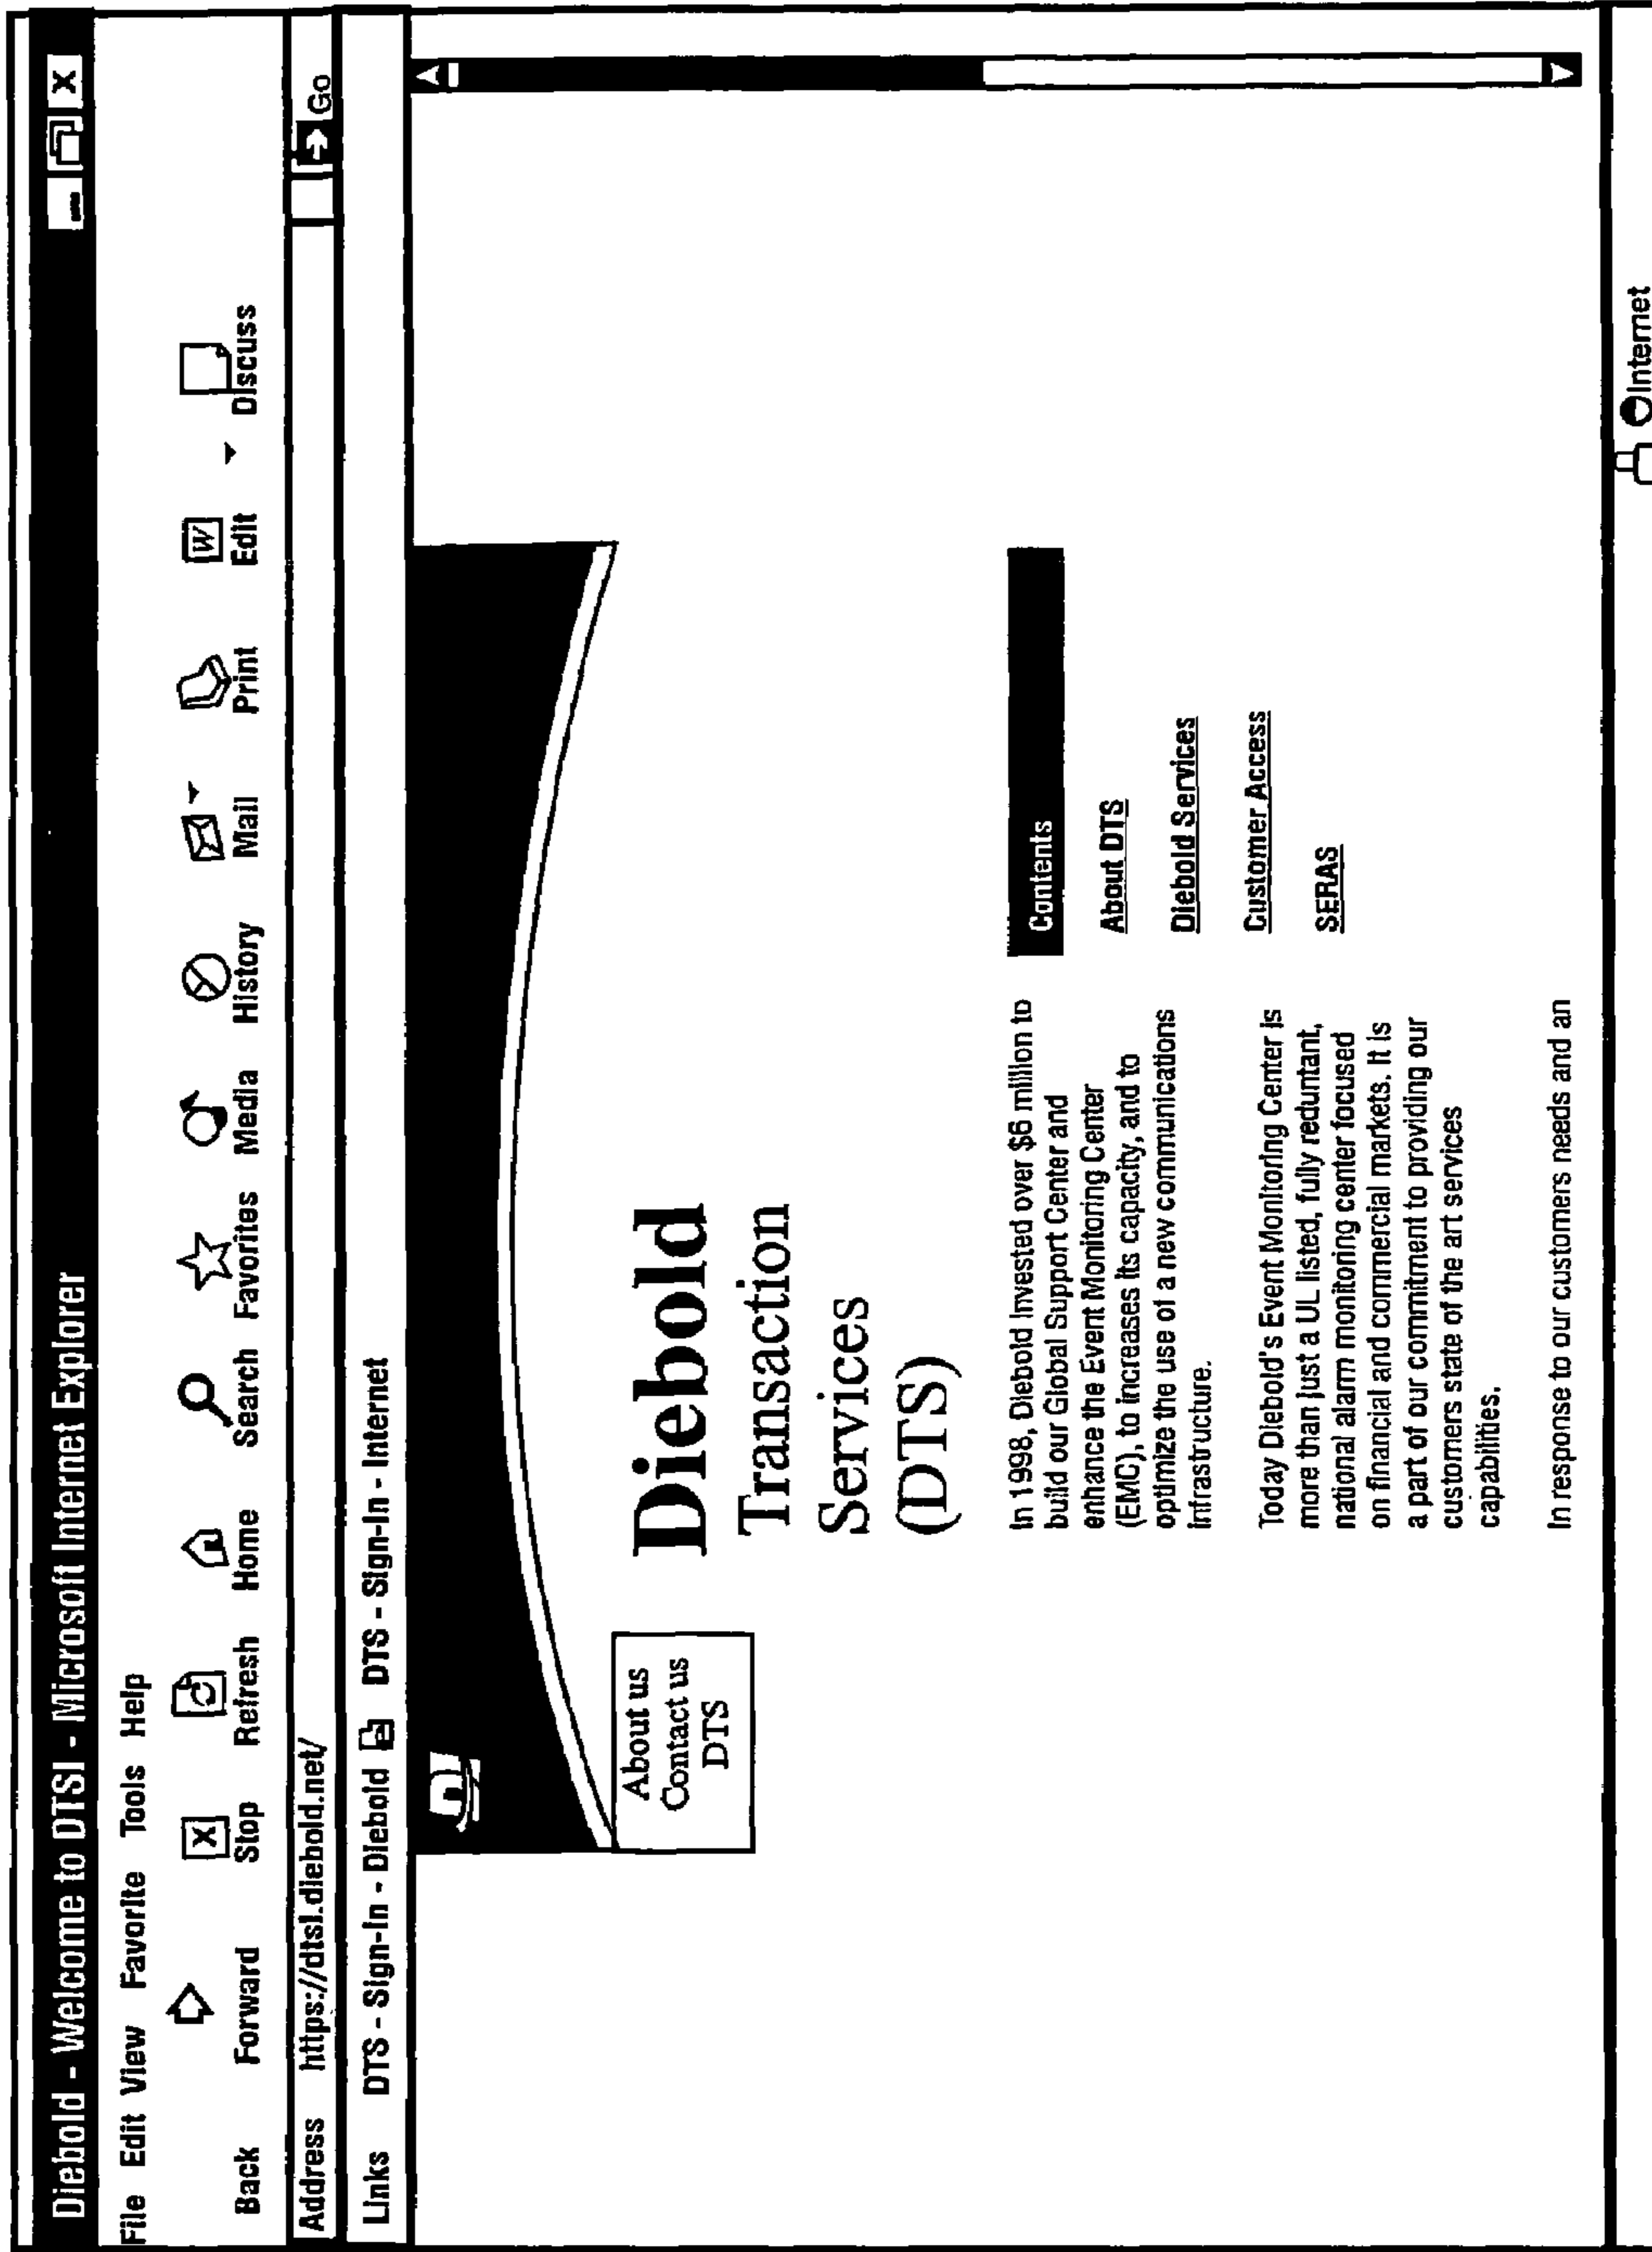 Diebold - Welcome to DTSI - Microsoft Internet Explorer
File Edit View Favorite Tools Help
Back Forward Stop Refresh Home Search Favorites Media History Mail Print Edit Discuss
Address https://dtsi.diebold.net/ Go
Links DTS - Sign-In - Diebold DTS - Sign-In - Internet
About us
Contact us
DTS
Diebold
Transaction
Services
(DTS)
In 1998, Diebold Invested over $6 million to
build our Global Support Center and
enhance the Event Monitoring Center
(EMC), to increases its capacity, and to
optimize the use of a new communications
infrastructure.
Today Diebold's Event Monitoring Center is
more than just a UL listed, fully reduntant,
national alarm monitoring center focused
on financial and commercial markets. It is
a part of our commitment to providing our
customers state of the art services
capabilities.
In response to our customers needs and an
Contents
About DTS
Diebold Services
Customer Access
SERAS
Internet